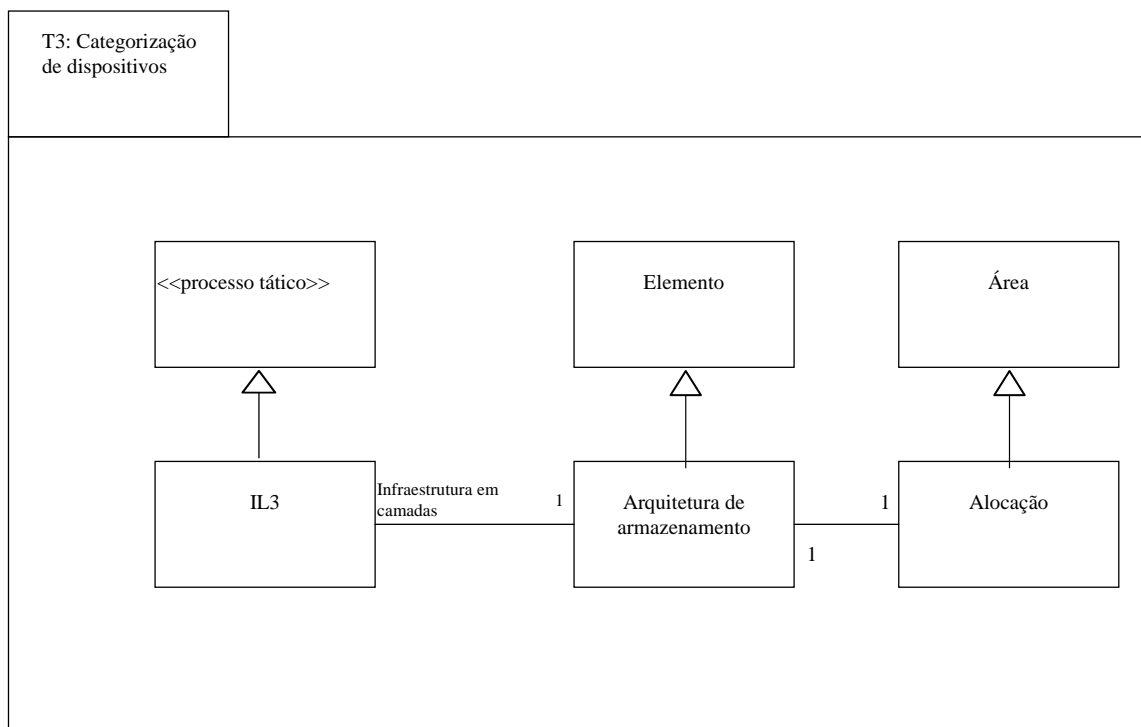 T3: Categorização
de dispositivos
<<processo tático>>
Elemento
Área
IL3
Infraestrutura em
camadas
1
Arquitetura de
armazenamento
1
1
Alocação